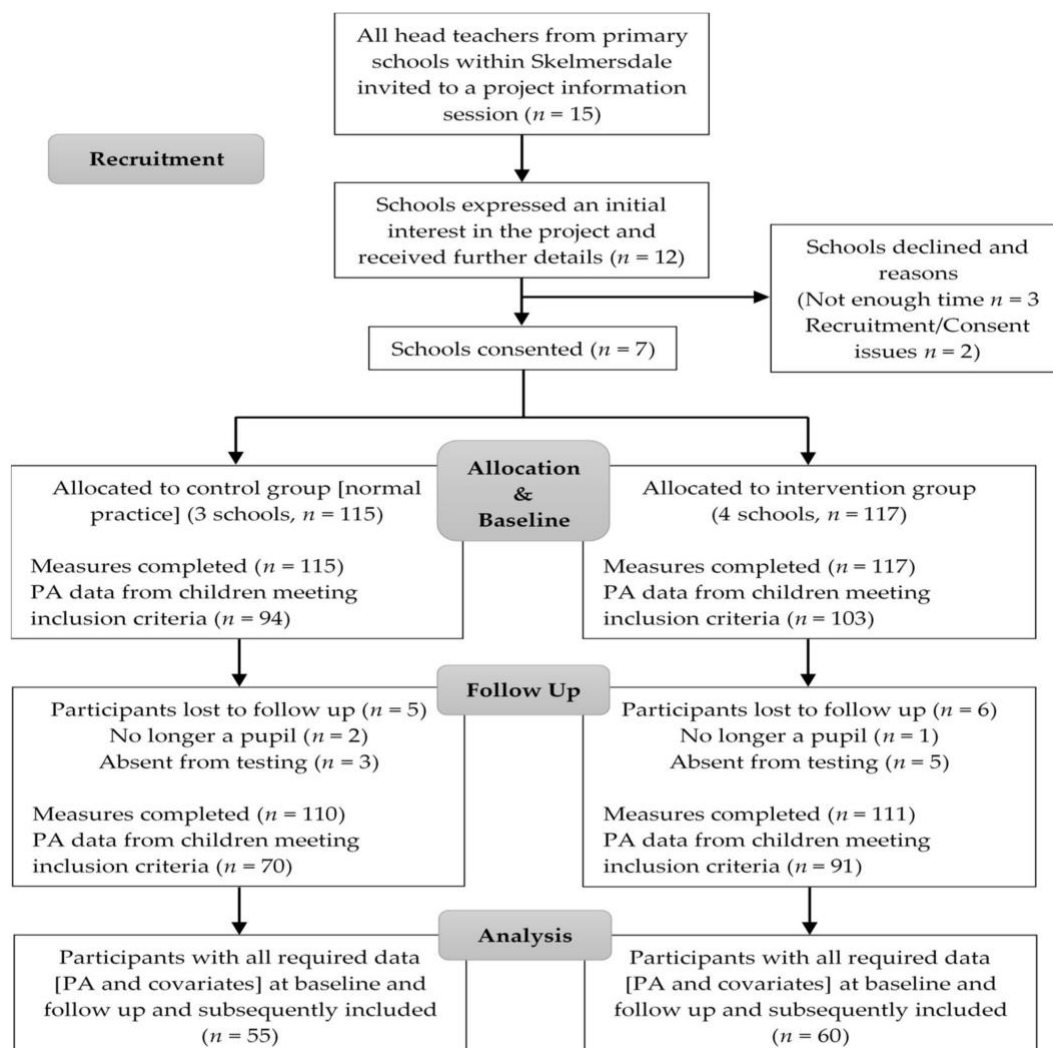 All head teachers from primary
schools within Skelmersdale
invited to a project information
session (n = 15)
Recruitment
Schools expressed an initial
interest in the project and
received further details (n = 12)
Schools declined and
reasons
(Not enough time n = 3
Recruitment/Consent
issues n = 2)
Schools consented (n = 7)
Allocation
&
Baseline
Allocated to control group [normal
practice] (3 schools, n = 115)
Measures completed (n = 115)
PA data from children meeting
inclusion criteria (n = 94)
Allocated to intervention group
(4 schools, n = 117)
Measures completed (n = 117)
PA data from children meeting
inclusion criteria (n = 103)
Follow Up
Participants lost to follow up (n = 5)
No longer a pupil (n = 2)
Absent from testing (n = 3)
Measures completed (n = 110)
PA data from children meeting
inclusion criteria (n = 70)
Participants lost to follow up (n = 6)
No longer a pupil (n = 1)
Absent from testing (n = 5)
Measures completed (n = 111)
PA data from children meeting
inclusion criteria (n = 91)
Analysis
Participants with all required data
[PA and covariates] at baseline and
follow up and subsequently included
(n = 55)
Participants with all required data
[PA and covariates] at baseline and
follow up and subsequently included
(n = 60)